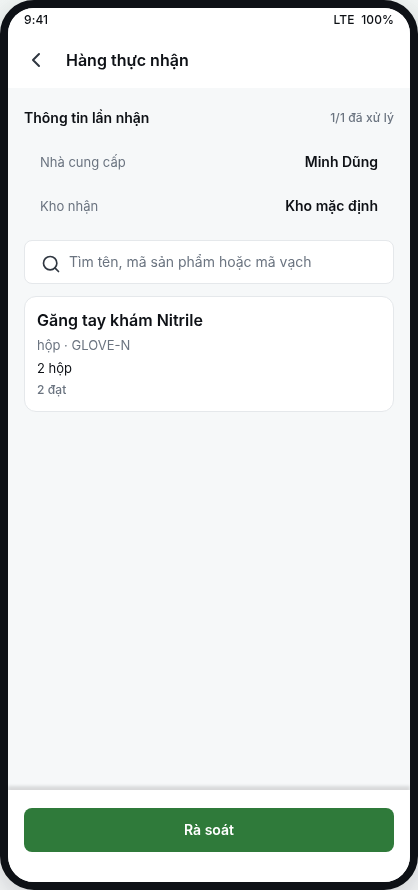 9:41 LTE 100%
Hàng thực nhận
Thông tin lần nhận 1/1 đã xử lý
Nhà cung cấp Minh Dũng
Kho nhận Kho mặc định
Tìm tên, mã sản phẩm hoặc mã vạch
Găng tay khám Nitrile
hộp · GLOVE-N
2 hộp
2 đạt
Rà soát